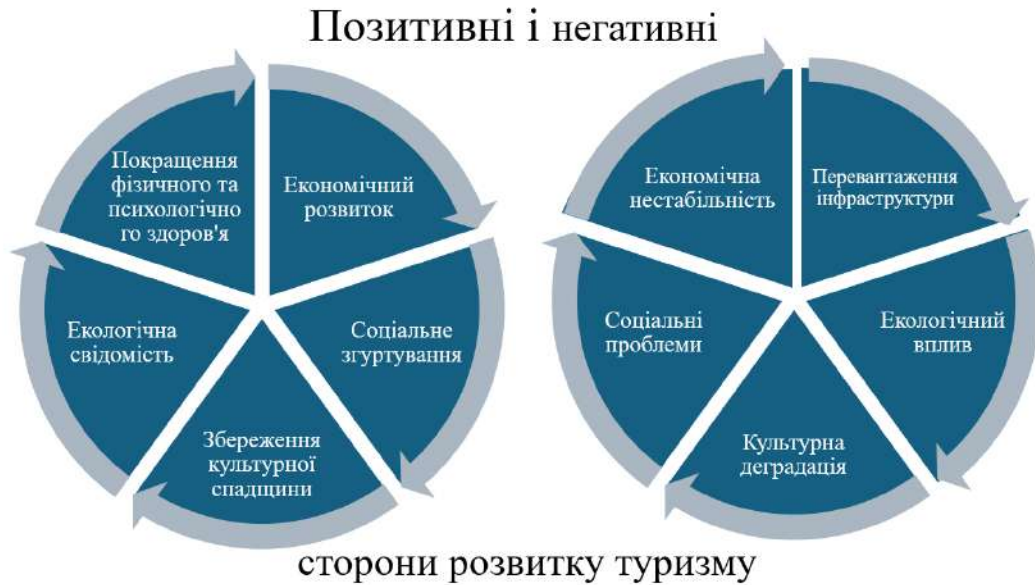 Позитивні і негативні
Покращення
фізичного та
психологічно
го здоров'я
Економічний
розвиток
Соціальне
згуртування
Збереження
культурної
спадщини
Екологічна
свідомість
Економічна
нестабільність
Перевантаження
інфраструктури
Екологічний
вплив
Культурна
деградація
Соціальні
проблеми
сторони розвитку туризму